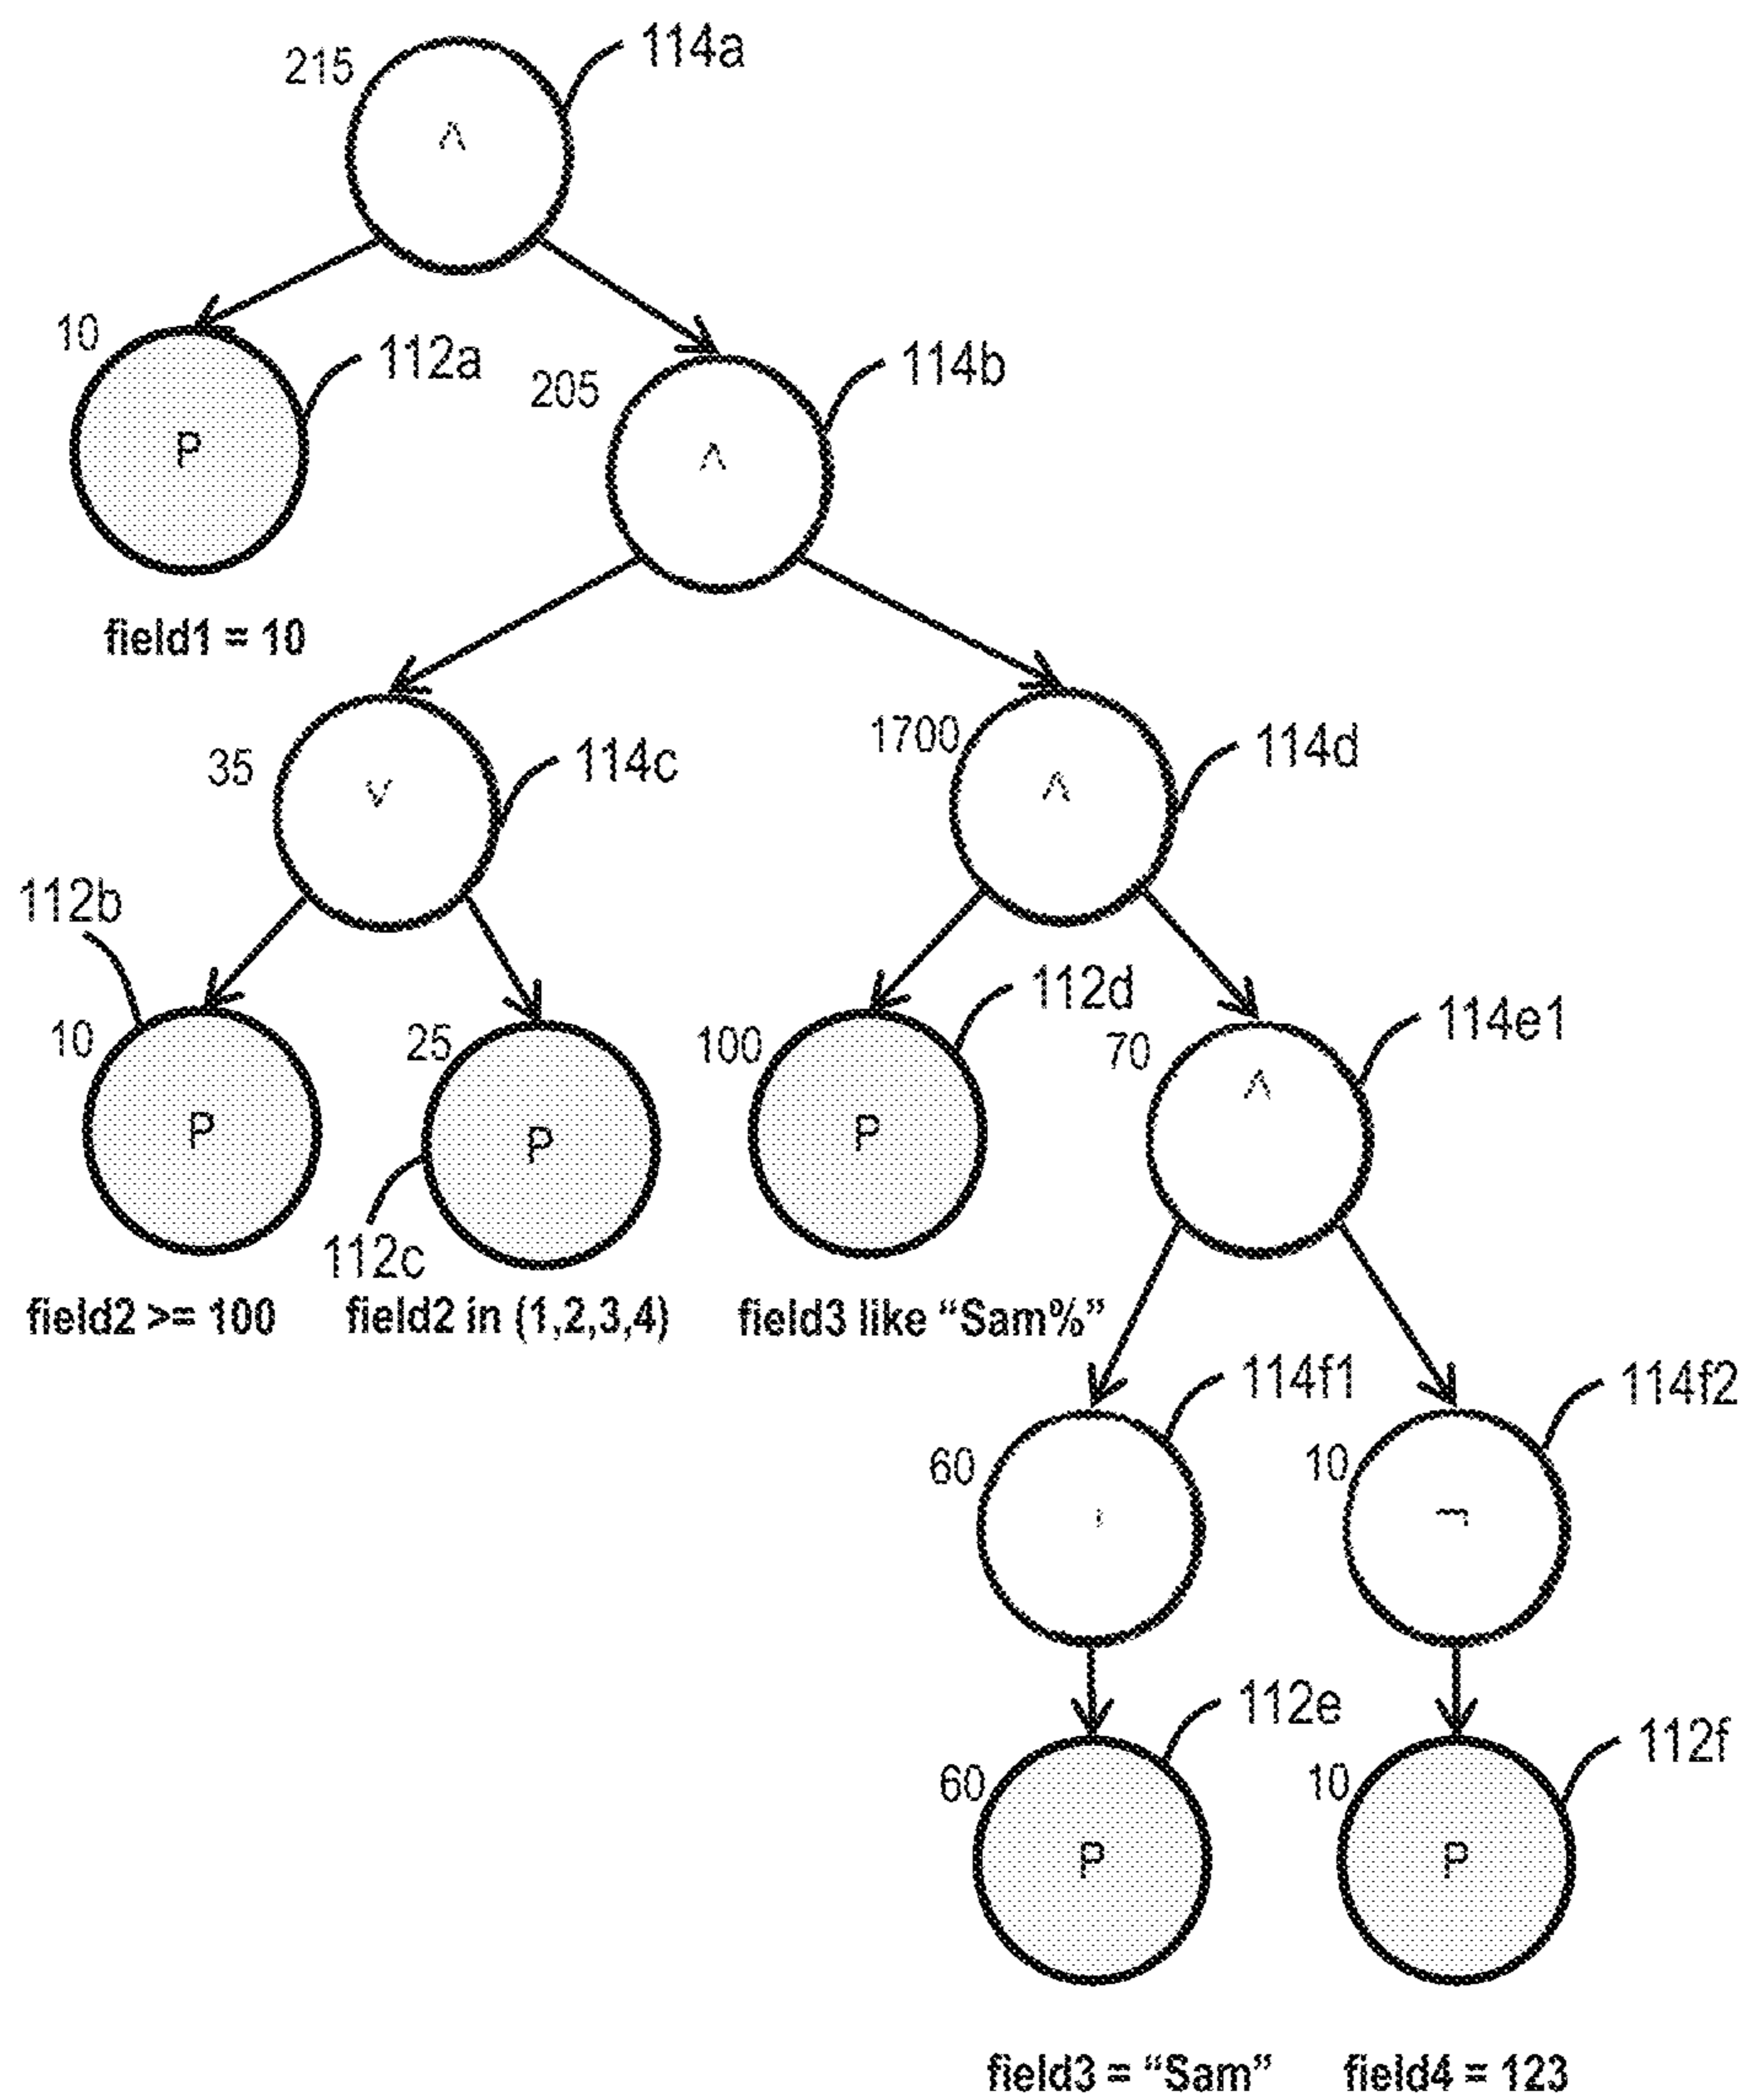 215
114a
^
10
112a
P
field1 = 10
205
114b
^
35
114c
v
1700
114d
^
112b
10
P
25
P
112c
100
112d
P
70
114e1
^
field2 >= 100
field2 in (1,2,3,4)
field3 like “Sam%”
60
114f1
10
114f2
¬
60
112e
P
10
112f
P
field3 = “Sam”
field4 = 123